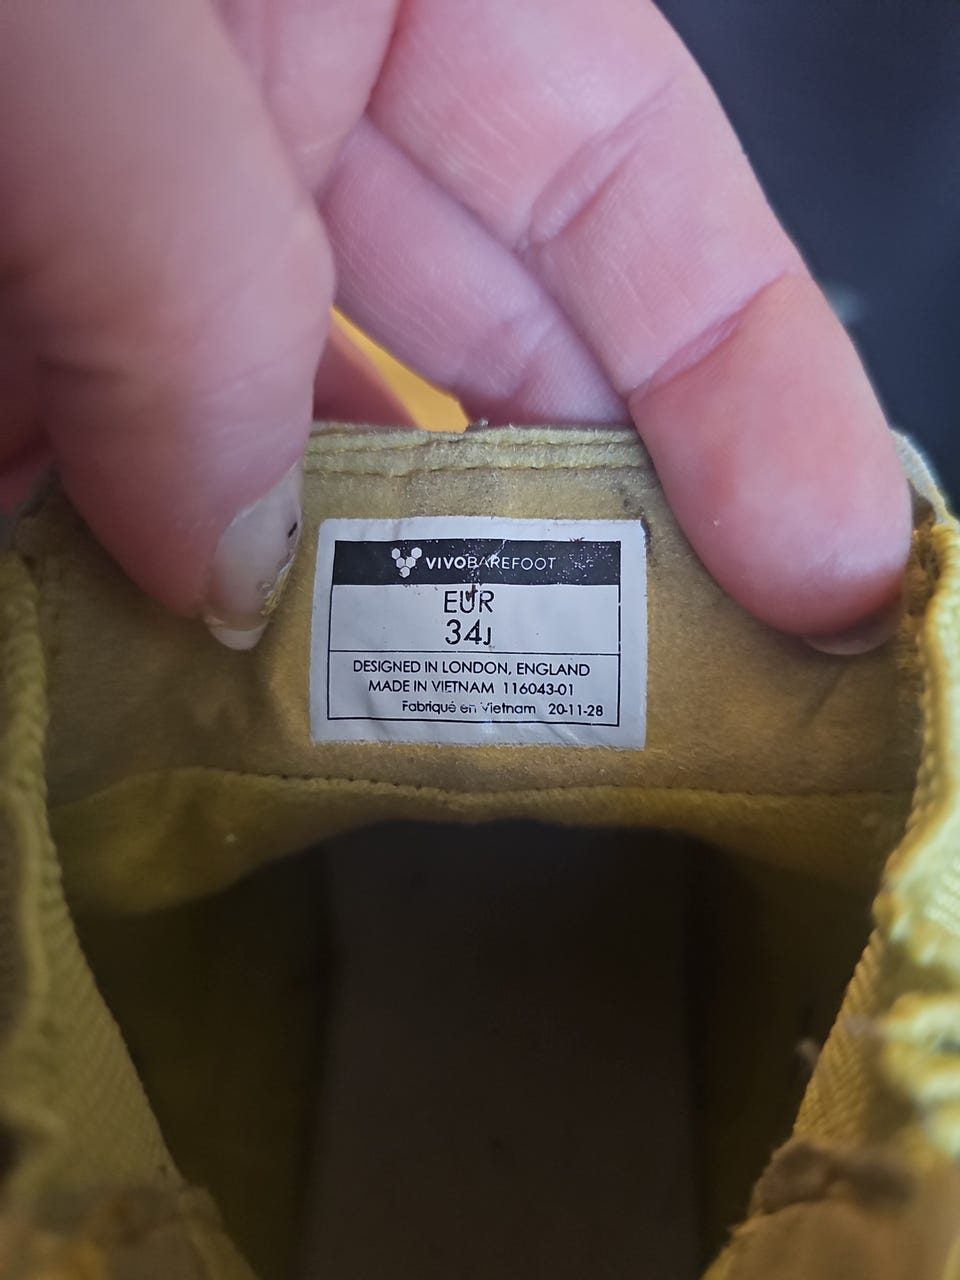 VIVOBAREFOOT
EUR
34J
DESIGNED IN LONDON, ENGLAND
MADE IN VIETNAM 116043-01
Fabriqué en Vietnam 20-11-28